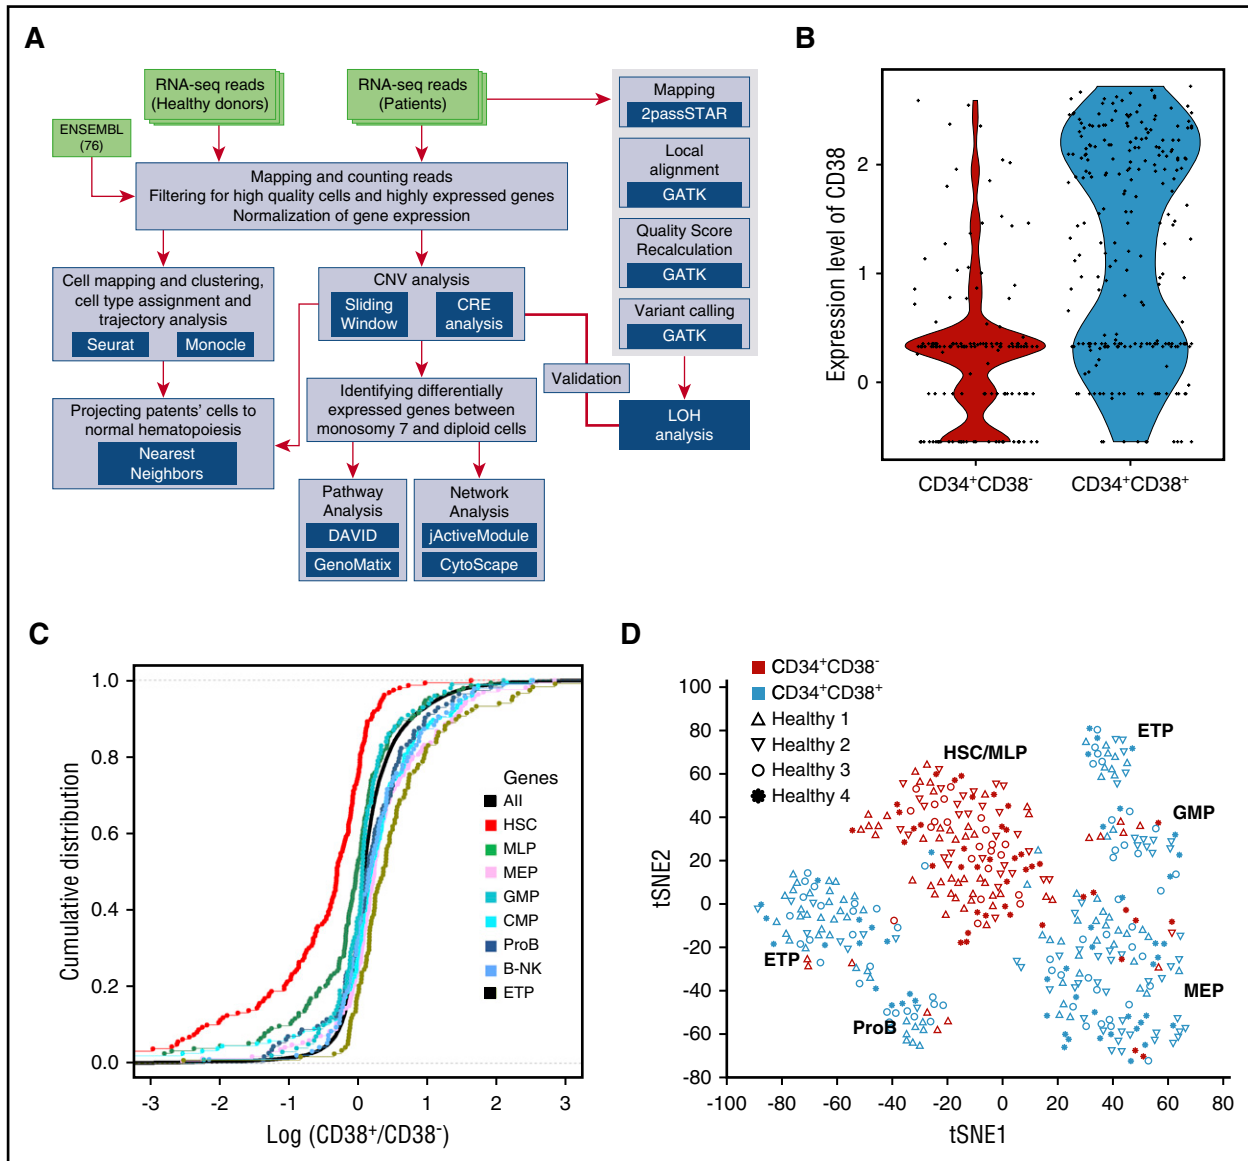 A
RNA-seq reads
(Healthy donors)
RNA-seq reads
(Patients)
ENSEMBL
(76)
Mapping and counting reads
Filtering for high quality cells and highly expressed genes
Normalization of gene expression
Cell mapping and clustering,
cell type assignment and
trajectory analysis
Seurat
Monocle
CNV analysis
Sliding
Window
CRE
analysis
Projecting patents' cells to
normal hematopoiesis
Nearest
Neighbors
Identifying differentially
expressed genes between
monosomy 7 and diploid cells
Pathway
Analysis
DAVID
GenoMatix
Network
Analysis
jActiveModule
CytoScape
Mapping
2passSTAR
Local
alignment
GATK
Quality Score
Recalculation
GATK
Variant calling
GATK
Validation
LOH
analysis
B
Expression level of CD38
2
1
0
CD34+CD38-
CD34+CD38+
C
Cumulative distribution
1.0
0.8
0.6
0.4
0.2
0.0
-3
-2
-1
0
1
2
3
Log (CD38+/CD38-)
Genes
All
HSC
MLP
MEP
GMP
CMP
ProB
B-NK
ETP
D
CD34+CD38-
CD34+CD38+
Healthy 1
Healthy 2
Healthy 3
Healthy 4
tSNE2
100
80
60
40
20
0
-20
-40
-60
-80
-100
-80
-60
-40
-20
0
20
40
60
80
tSNE1
HSC/MLP
ETP
GMP
MEP
ETP
ProB